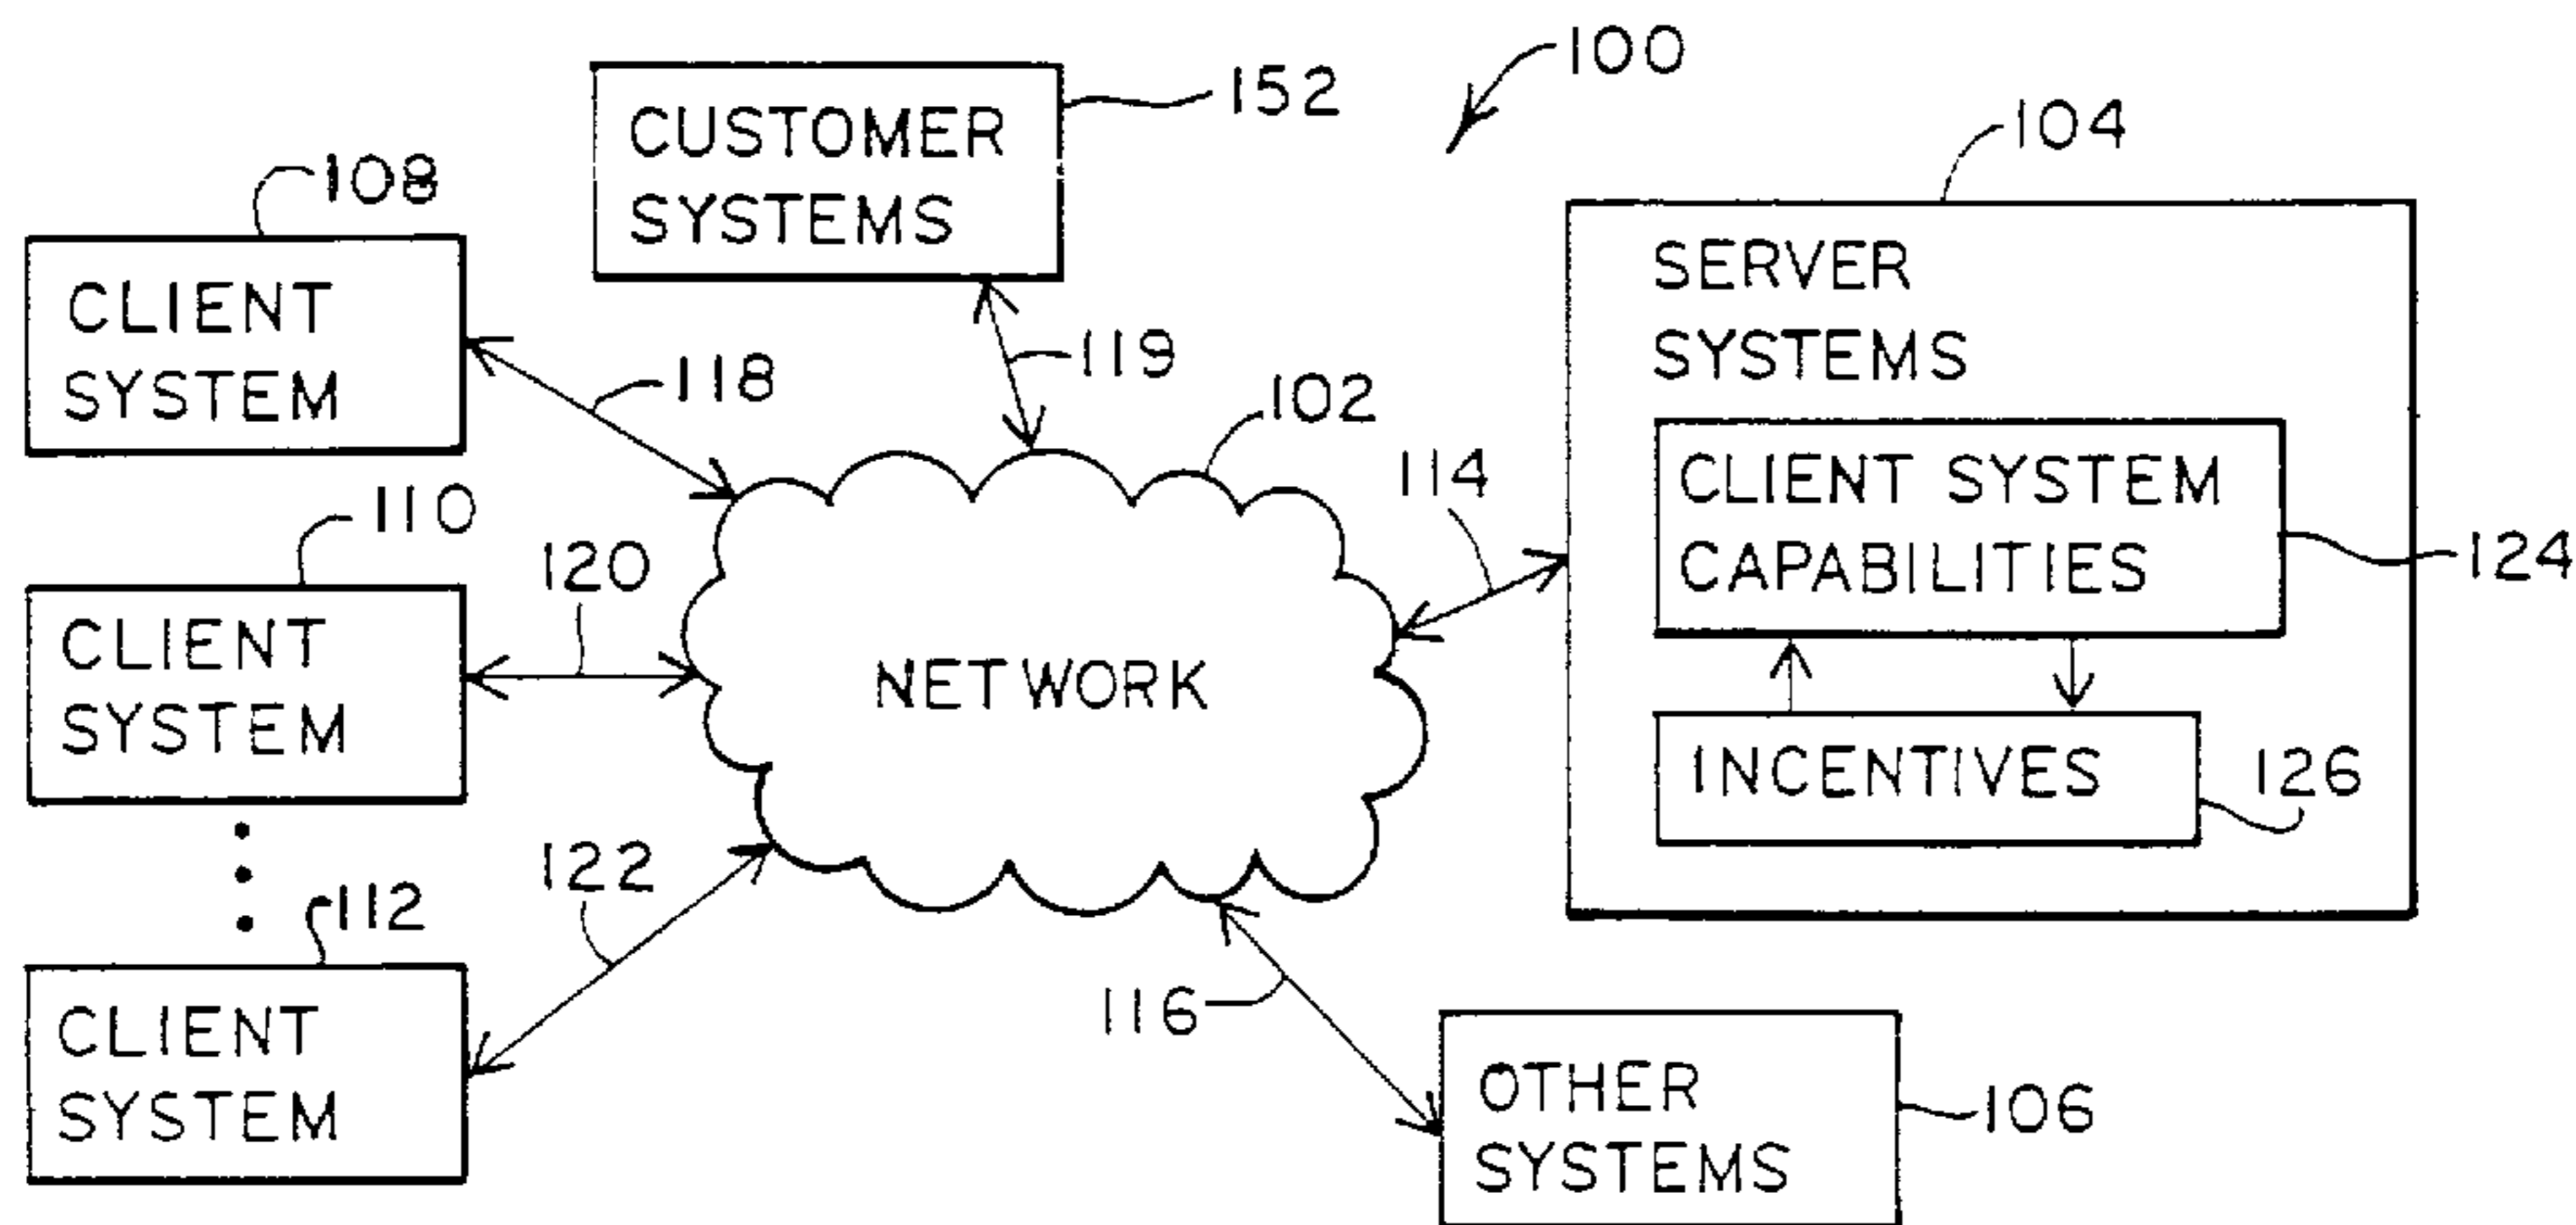 100
152
CUSTOMER
SYSTEMS
104
108
CLIENT
SYSTEM
SERVER
SYSTEMS
119
118
102
114
CLIENT SYSTEM
CAPABILITIES
124
110
120
CLIENT
SYSTEM
NETWORK
INCENTIVES
126
122
112
CLIENT
SYSTEM
116
OTHER
SYSTEMS
106